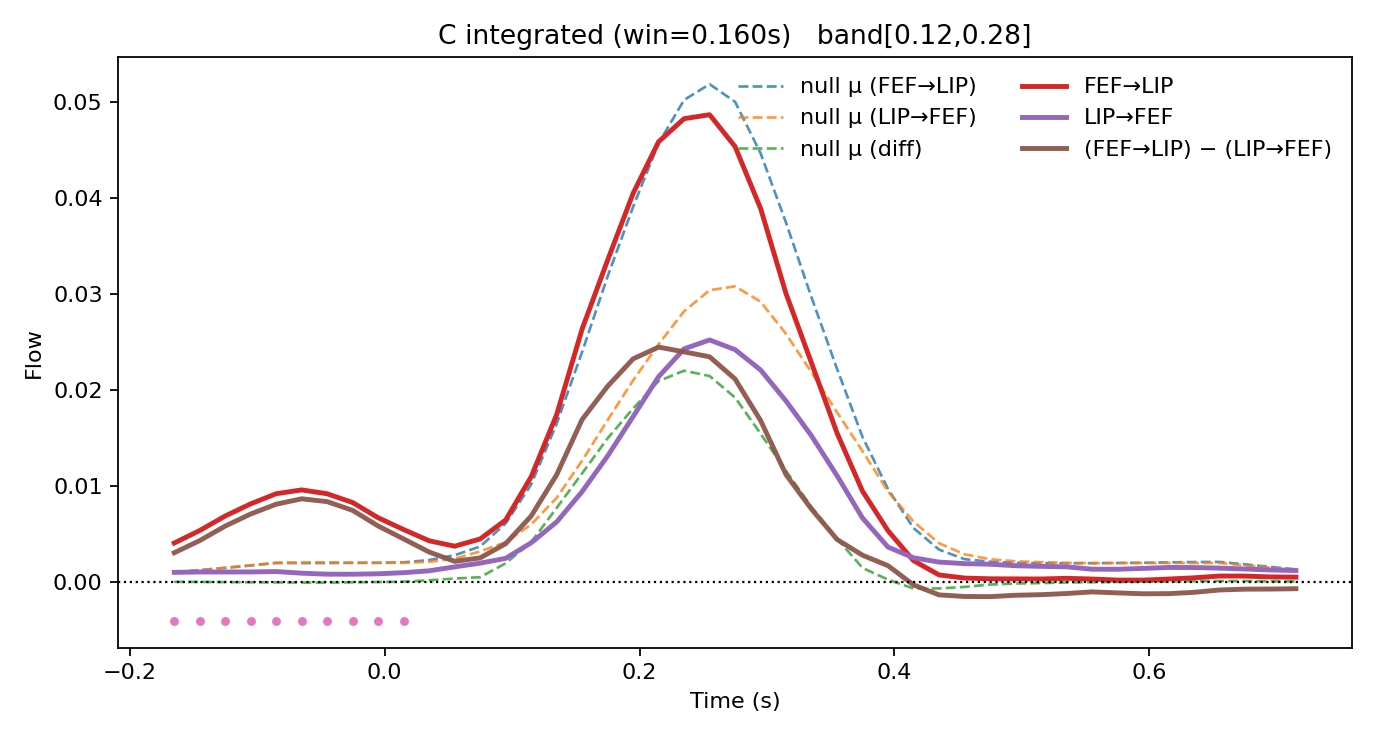 C integrated (win=0.160s)   band[0.12,0.28]
null μ (FEF→LIP)
null μ (LIP→FEF)
null μ (diff)
FEF→LIP
LIP→FEF
(FEF→LIP) − (LIP→FEF)
Flow
0.05
0.04
0.03
0.02
0.01
0.00
−0.2
0.0
0.2
0.4
0.6
Time (s)